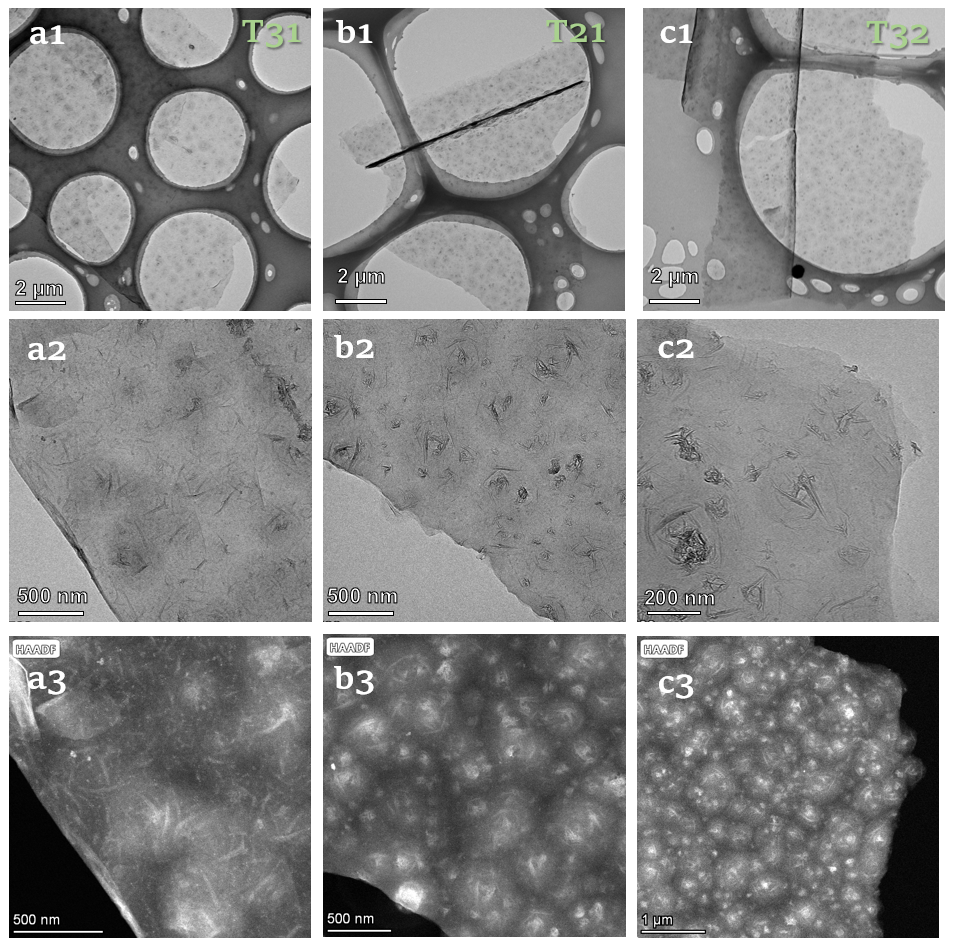 a1 T31
2 µm
b1 T21
2 µm
c1 T32
2 µm
a2
500 nm
b2
500 nm
c2
200 nm
HAADF
a3
500 nm
HAADF
b3
500 nm
HAADF
c3
1 µm